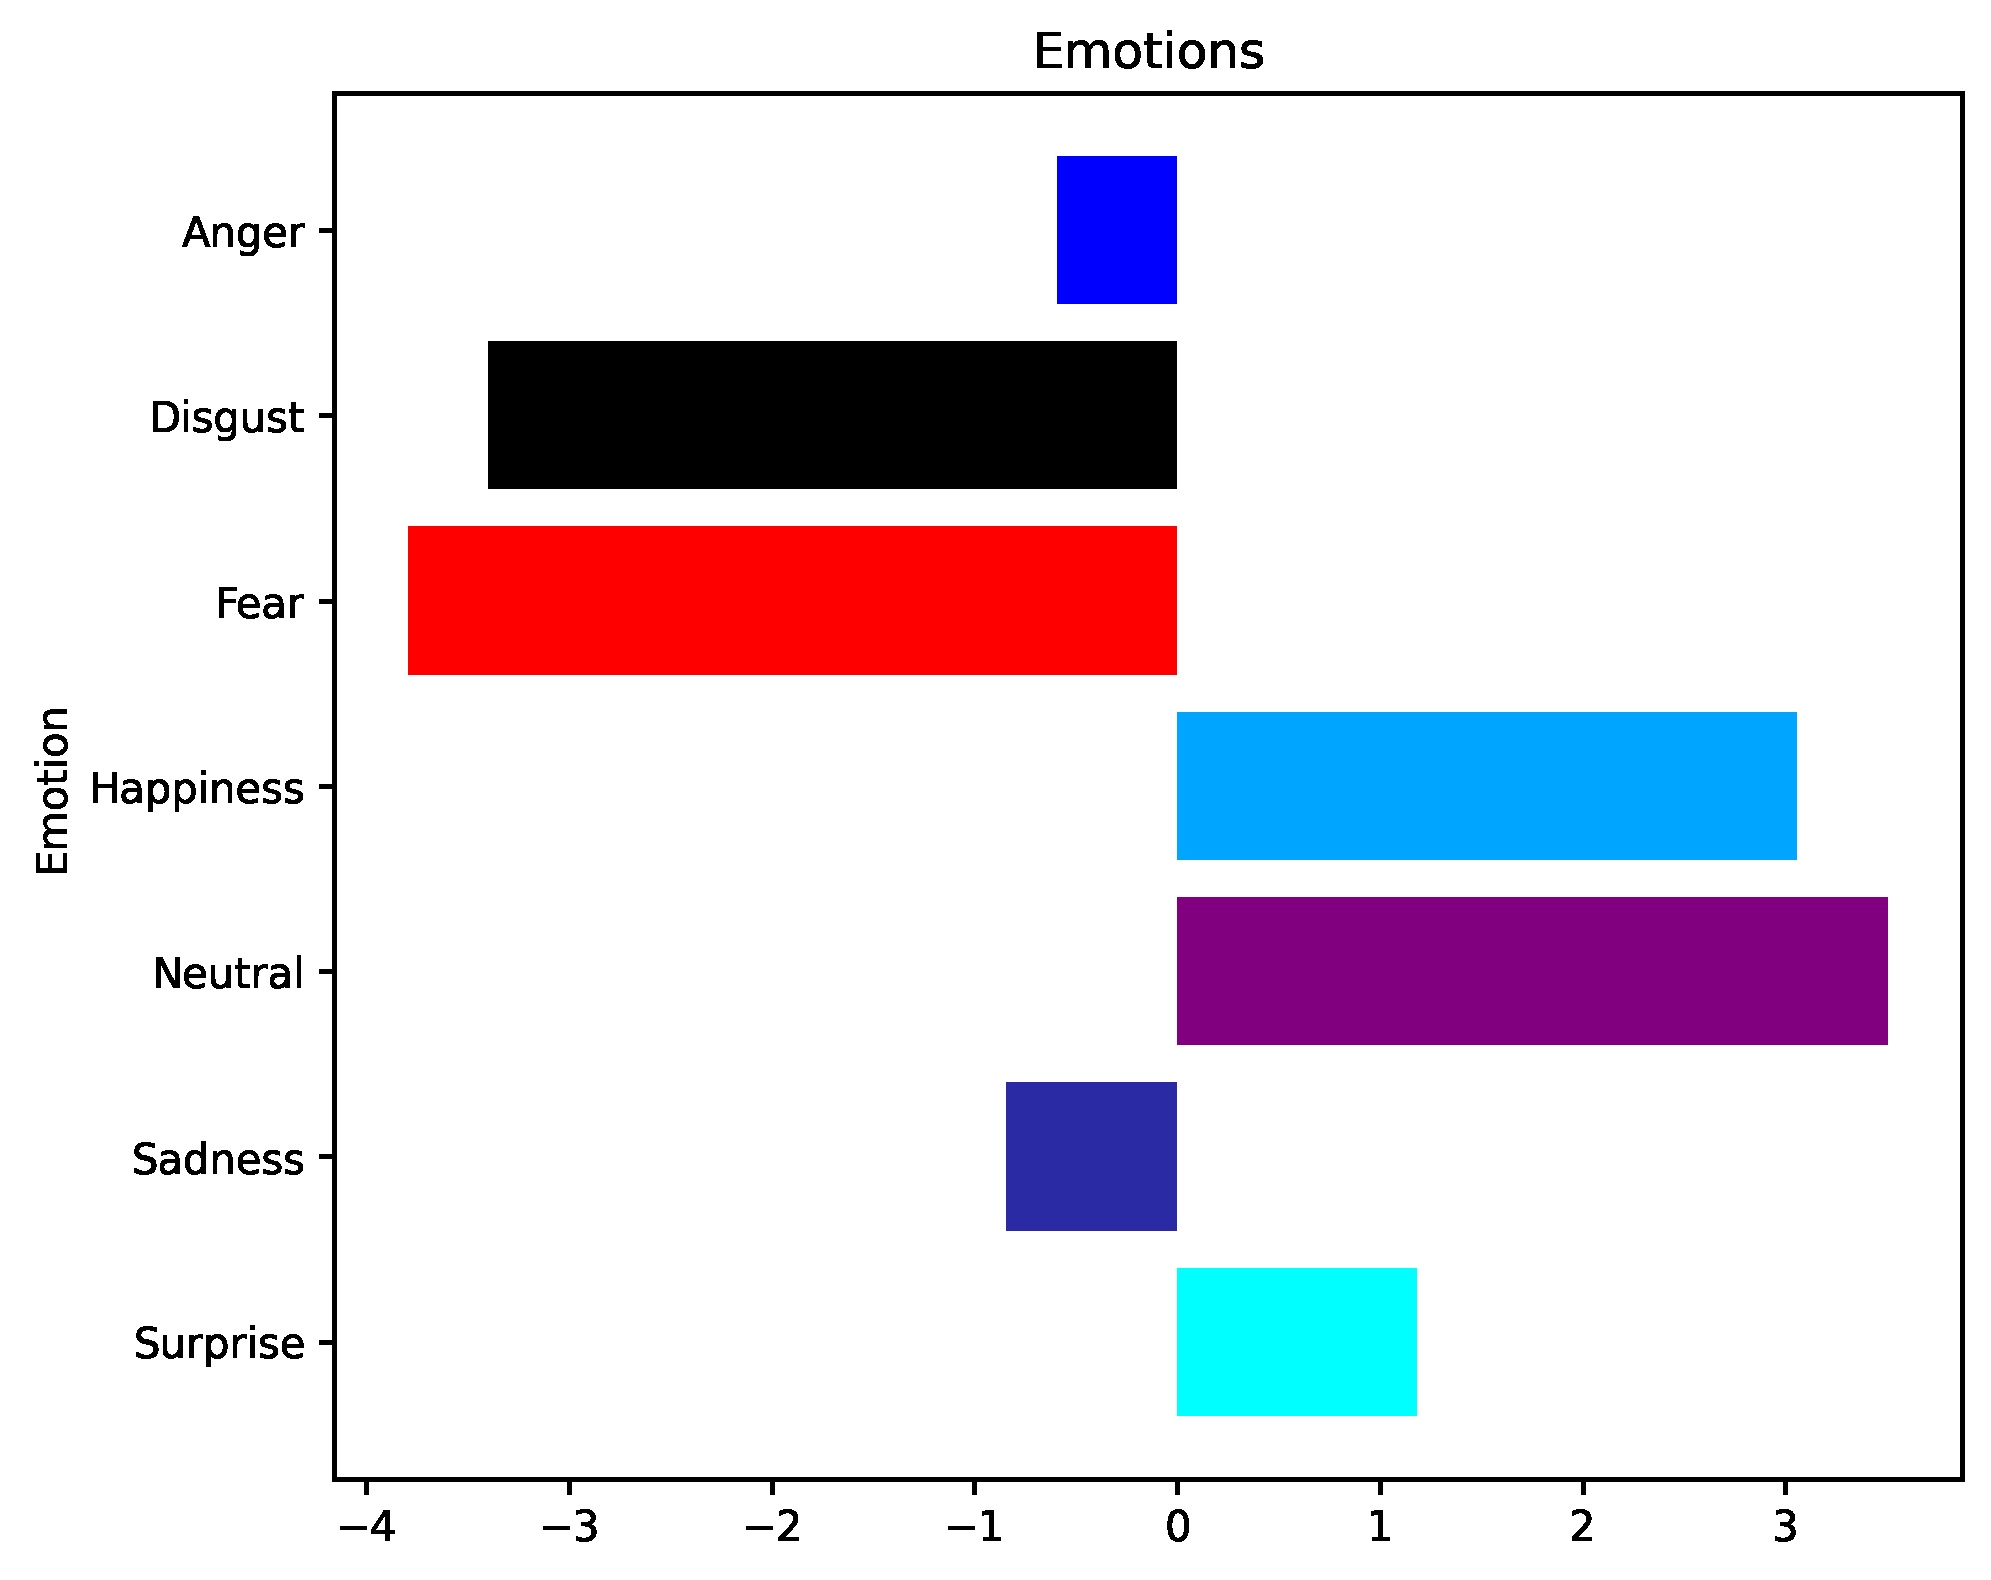 Emotions
Anger
Disgust
Fear
Happiness
Neutral
Sadness
Surprise
Emotion
−4 −3 −2 −1 0 1 2 3